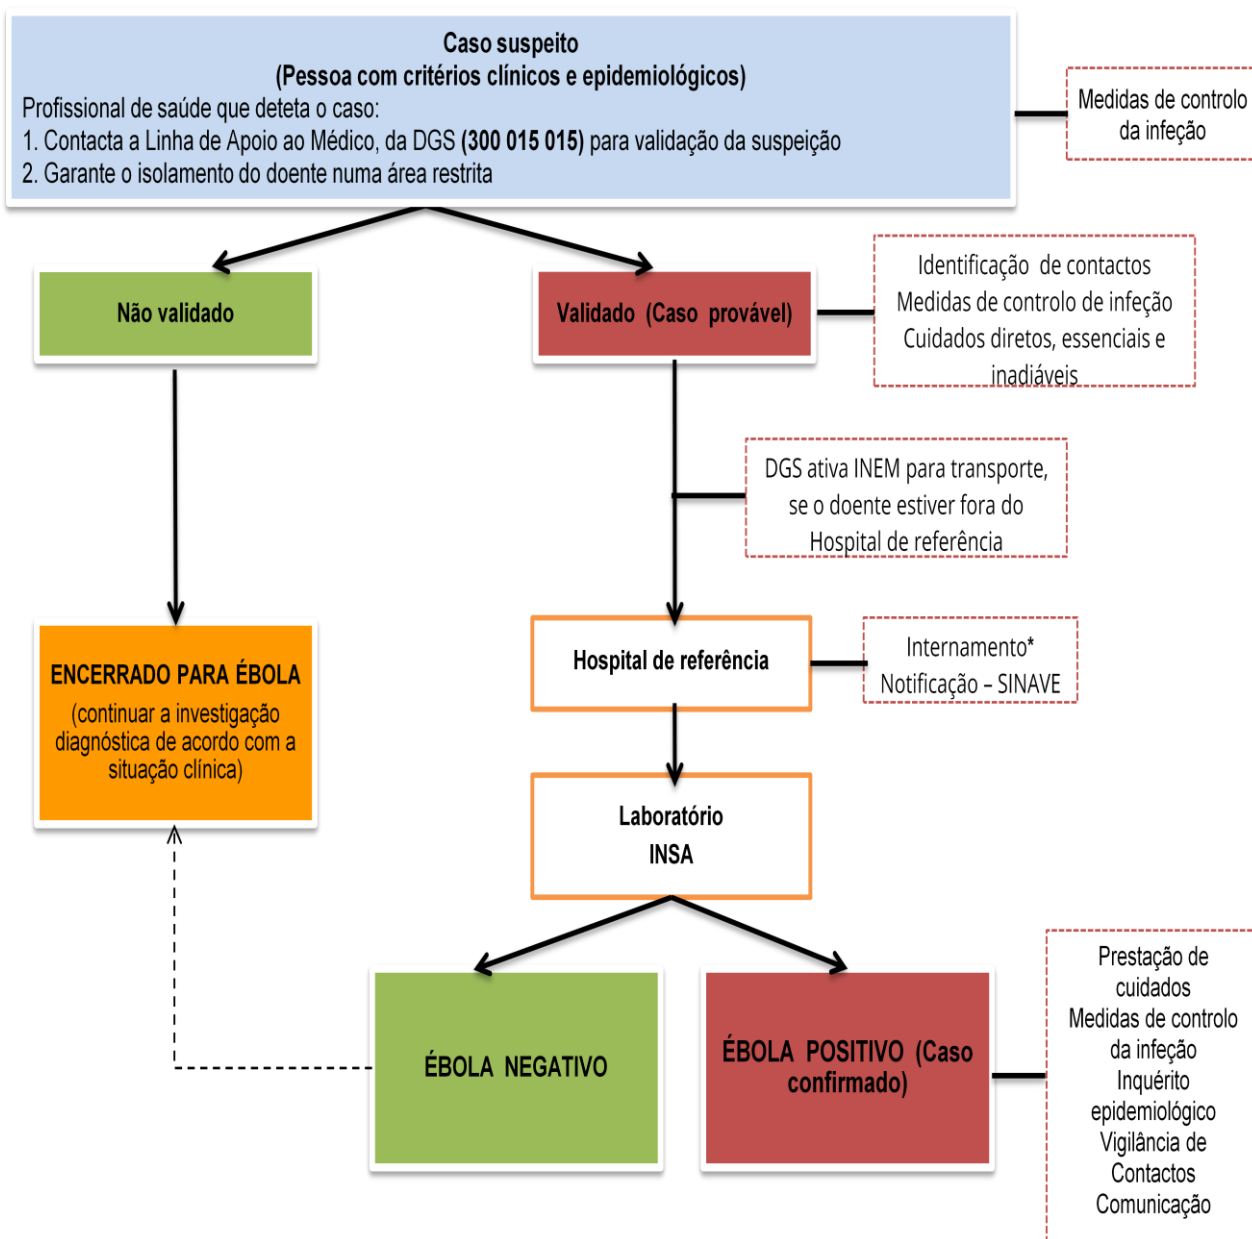 Caso suspeito
(Pessoa com critérios clínicos e epidemiológicos)
Profissional de saúde que deteta o caso:
1. Contacta a Linha de Apoio ao Médico, da DGS (300 015 015) para validação da suspeição
2. Garante o isolamento do doente numa área restrita
Medidas de controlo
da infeção
Não validado
Validado (Caso provável)
Identificação de contactos
Medidas de controlo de infeção
Cuidados diretos, essenciais e
inadiáveis
DGS ativa INEM para transporte,
se o doente estiver fora do
Hospital de referência
ENCERRADO PARA ÉBOLA
(continuar a investigação
diagnóstica de acordo com a
situação clínica)
Hospital de referência
Internamento*
Notificação – SINAVE
Laboratório
INSA
ÉBOLA NEGATIVO
ÉBOLA POSITIVO (Caso
confirmado)
Prestação de
cuidados
Medidas de controlo
da infeção
Inquérito
epidemiológico
Vigilância de
Contactos
Comunicação